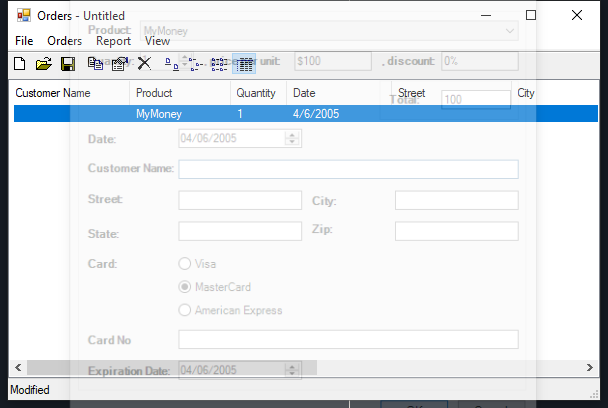 Orders - Untitled
Product: MyMoney
File Orders Report View
unit: $100 , discount: 0%
Customer Name Product Quantity Date Street City
Total: 100
MyMoney 1 4/6/2005
Date: 04/06/2005
Customer Name:
Street: City:
State: Zip:
Card: Visa
MasterCard
American Express
Card No
Expiration Date: 04/06/2005
Modified